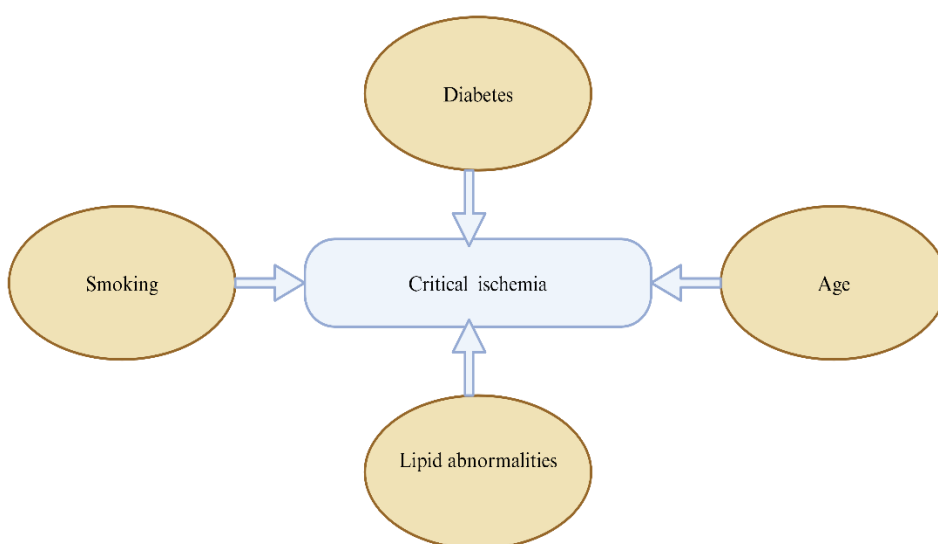 Diabetes
Smoking
Critical ischemia
Age
Lipid abnormalities